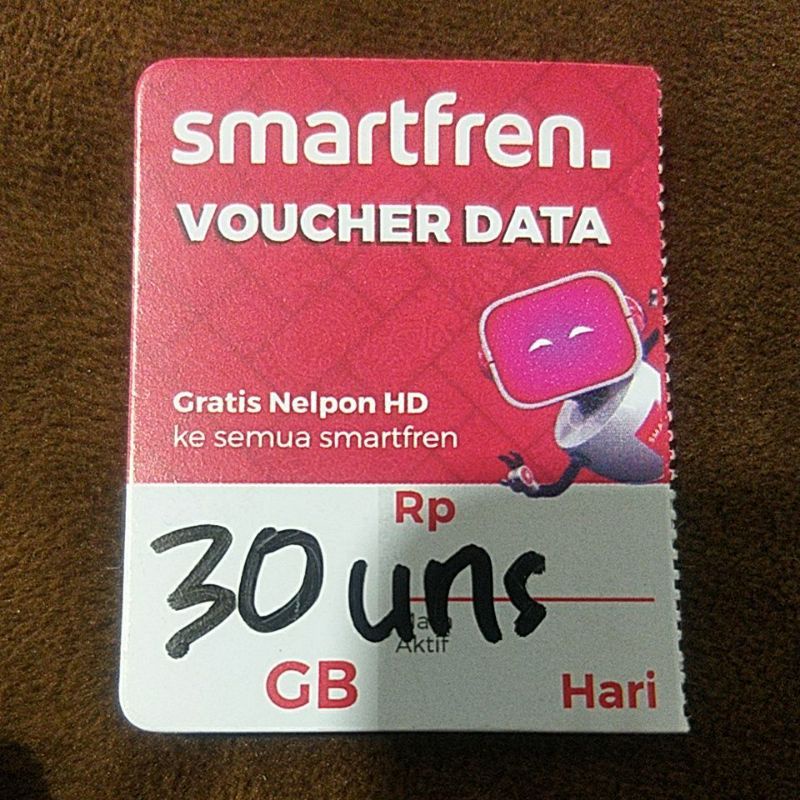 smartfren.
VOUCHER DATA
Gratis Nelpon HD
ke semua smartfren
Rp
30 uns
Aktif
GB
Hari